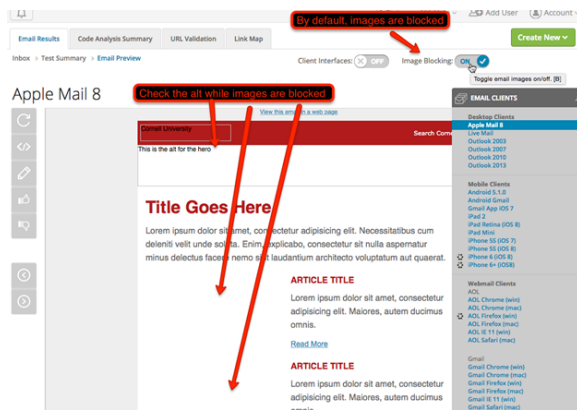 By default, images are blocked
Add User
Account
Email Results
Code Analysis Summary
URL Validation
Link Map
Create New
Inbox > Test Summary > Email Preview
Client Interfaces:
OFF
Image Blocking:
ON
Toggle email images on/off. [B]
Apple Mail 8
Check the alt while images are blocked
View this email in a web page
Cornell University
Search Corne
This is the alt for the hero
Title Goes Here
Lorem ipsum dolor sit amet, consectetur adipisicing elit. Necessitatibus cum
deleniti velit unde soluta. Enim, explicabo, consectetur sit nulla aspernatur
minus delectus facere nemo sint laudantium architecto voluptatum aut quaerat.
ARTICLE TITLE
Lorem ipsum dolor sit amet, consectetur
adipisicing elit. Maiores, autem ducimus
omnis.
Read More
ARTICLE TITLE
Lorem ipsum dolor sit amet, consectetur
adipisicing elit. Maiores, autem ducimus
EMAIL CLIENTS
Desktop Clients
Apple Mail 8
Live Mail
Outlook 2003
Outlook 2007
Outlook 2010
Outlook 2013
Mobile Clients
Android 5.1.0
Android Gmail
Gmail App IOS 7
iPad 2
iPad Retina (iOS 8)
iPad Mini
iPhone 5S (iOS 7)
iPhone 5S (iOS 8)
iPhone 6 (iOS 8)
iPhone 6+ (iOS8)
Webmail Clients
AOL
AOL Chrome (win)
AOL Chrome (mac)
AOL Firefox (win)
AOL Firefox (mac)
AOL IE 11 (win)
AOL Safari (mac)
Gmail
Gmail Chrome (win)
Gmail Chrome (mac)
Gmail Firefox (win)
Gmail Firefox (mac)
Gmail IE 11 (win)
Gmail Safari (mac)